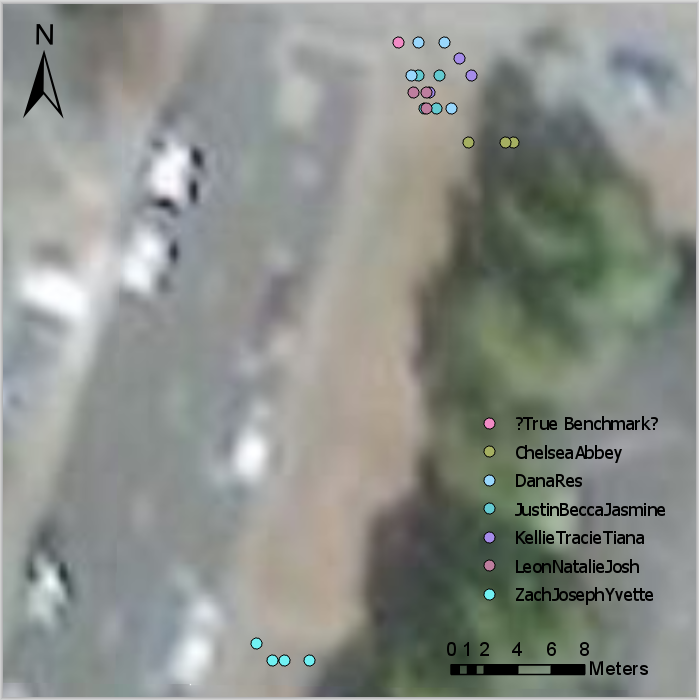 N
?True Benchmark?
ChelseaAbbey
DanaRes
JustinBeccaJasmine
KellieTracieTiana
LeonNatalieJosh
ZachJosephYvette
0 1 2 4 6 8
Meters